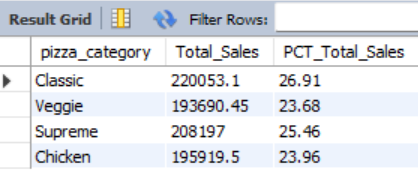 Result Grid Filter Rows:
pizza_category Total_Sales PCT_Total_Sales
Classic 220053.1 26.91
Veggie 193690.45 23.68
Supreme 208197 25.46
Chicken 195919.5 23.96